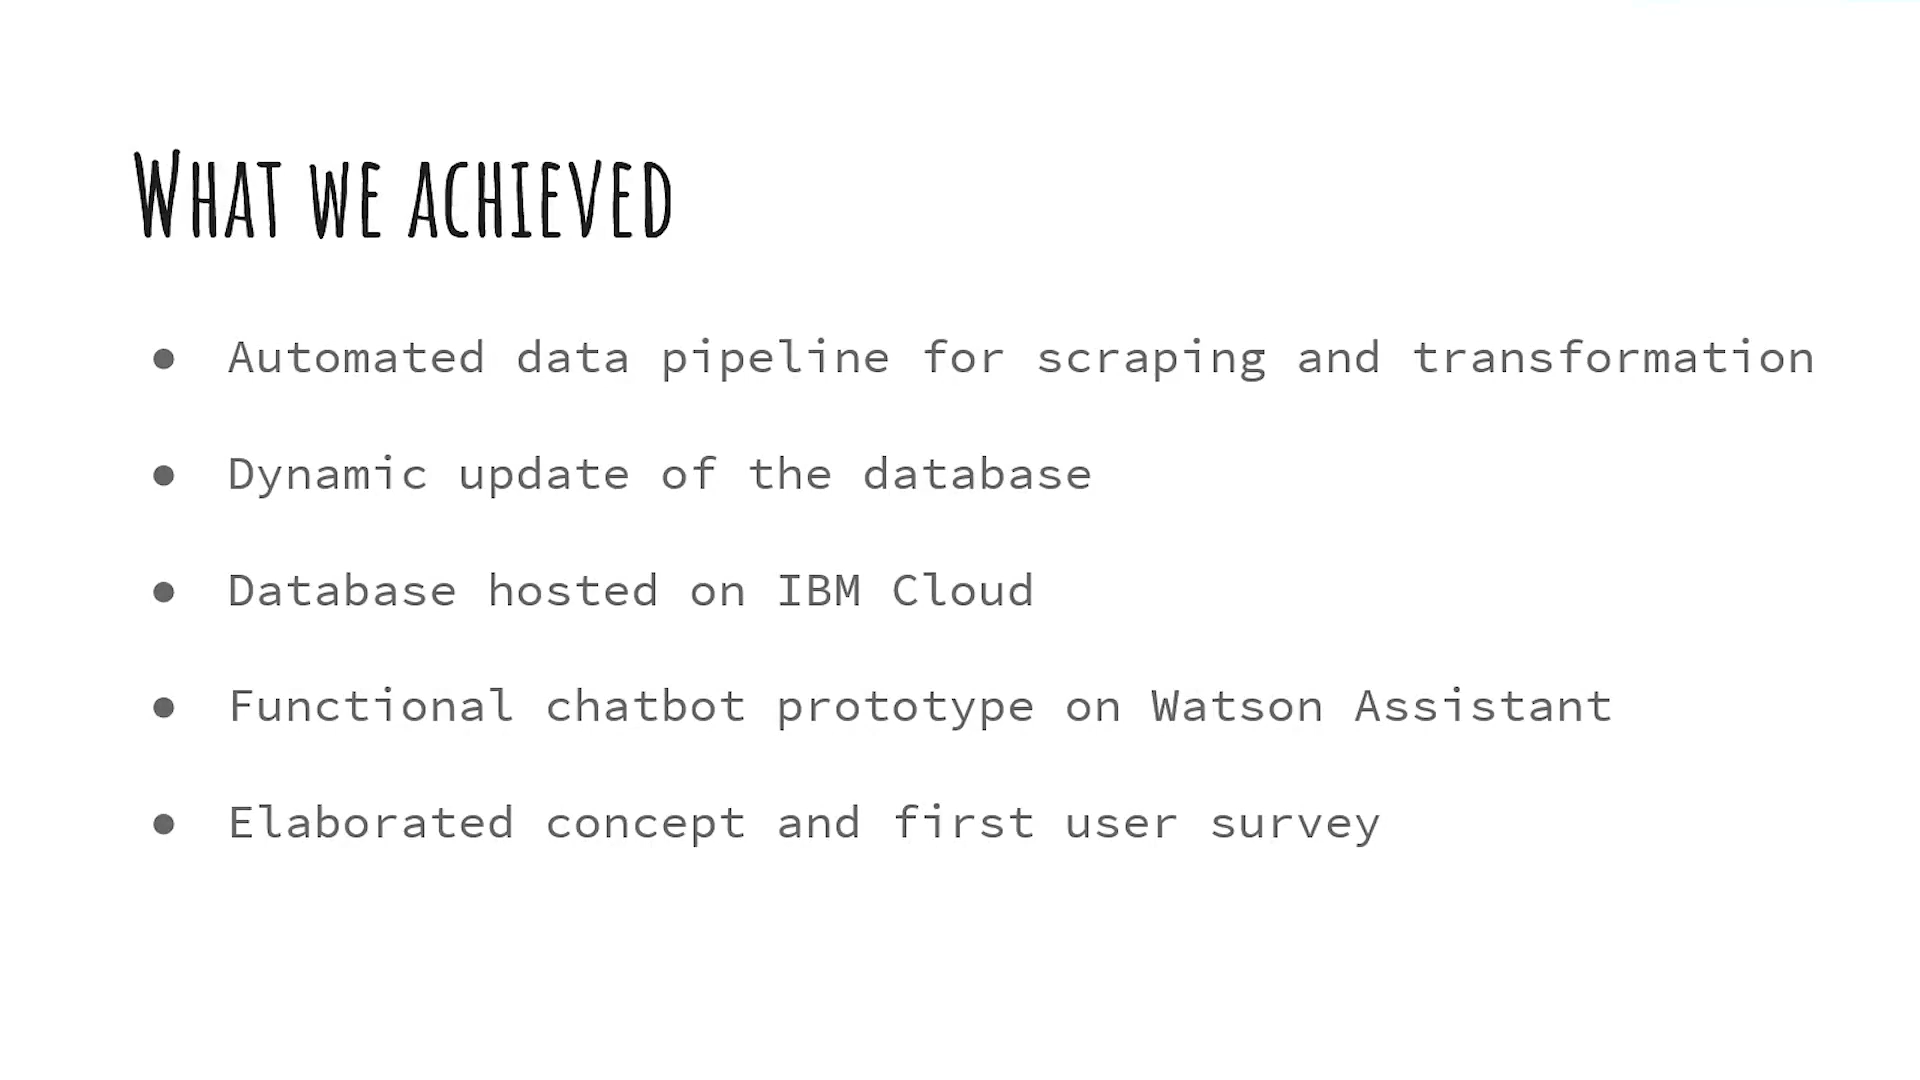 What we achieved
● Automated data pipeline for scraping and transformation
● Dynamic update of the database
● Database hosted on IBM Cloud
● Functional chatbot prototype on Watson Assistant
● Elaborated concept and first user survey